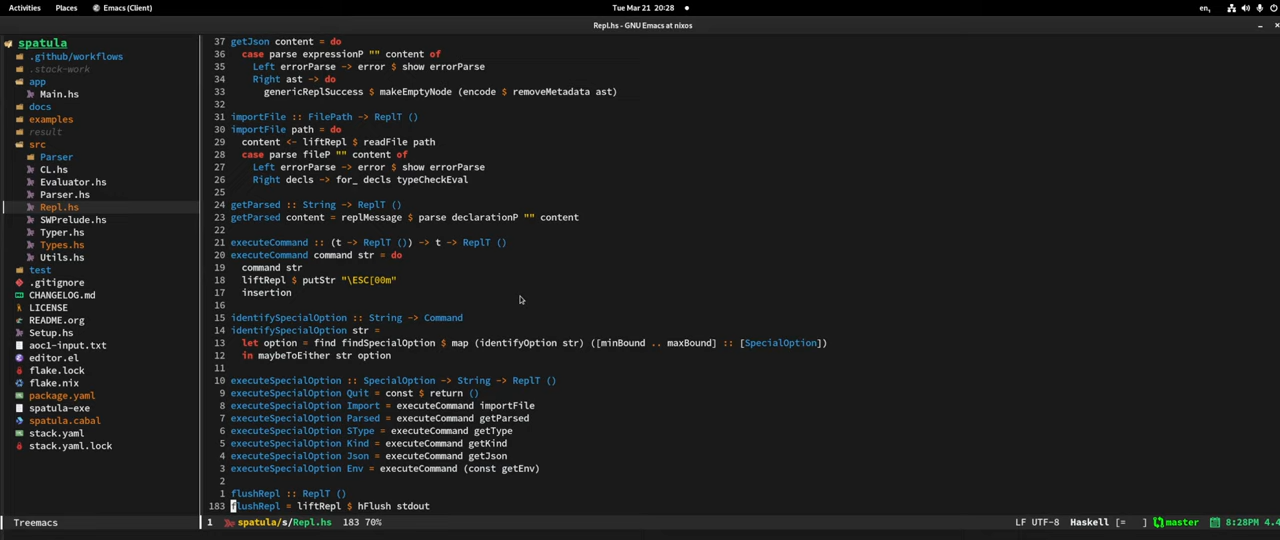 Activities Places Emacs (Client) Tue Mar 21 20:28 en,
Repl.hs - GNU Emacs at nixos
spatula
.github/workflows
.stack-work
app
Main.hs
docs
examples
result
src
Parser
CL.hs
Evaluator.hs
Parser.hs
Repl.hs
SWPrelude.hs
Typer.hs
Types.hs
Utils.hs
test
.gitignore
CHANGELOG.md
LICENSE
README.org
Setup.hs
aoc1-input.txt
editor.el
flake.lock
flake.nix
package.yaml
spatula-exe
spatula.cabal
stack.yaml
stack.yaml.lock
37 getJson content = do
36 case parse expressionP "" content of
35 Left errorParse -> error $ show errorParse
34 Right ast -> do
33 genericReplSuccess $ makeEmptyNode (encode $ removeMetadata ast)
32
31 importFile :: FilePath -> ReplT ()
30 importFile path = do
29 content <- liftRepl $ readFile path
28 case parse fileP "" content of
27 Left errorParse -> error $ show errorParse
26 Right decls -> for_ decls typeCheckEval
25
24 getParsed :: String -> ReplT ()
23 getParsed content = replMessage $ parse declarationP "" content
22
21 executeCommand :: (t -> ReplT ()) -> t -> ReplT ()
20 executeCommand command str = do
19 command str
18 liftRepl $ putStr "\ESC[00m"
17 insertion
16
15 identifySpecialOption :: String -> Command
14 identifySpecialOption str =
13 let option = find findSpecialOption $ map (identifyOption str) ([minBound .. maxBound] :: [SpecialOption])
12 in maybeToEither str option
11
10 executeSpecialOption :: SpecialOption -> String -> ReplT ()
9 executeSpecialOption Quit = const $ return ()
8 executeSpecialOption Import = executeCommand importFile
7 executeSpecialOption Parsed = executeCommand getParsed
6 executeSpecialOption SType = executeCommand getType
5 executeSpecialOption Kind = executeCommand getKind
4 executeSpecialOption Json = executeCommand getJson
3 executeSpecialOption Env = executeCommand (const getEnv)
2
1 flushRepl :: ReplT ()
183 flushRepl = liftRepl $ hFlush stdout
Treemacs 1 spatula/s/Repl.hs 183 70% LF UTF-8 Haskell [= ] master 8:28PM 4.4